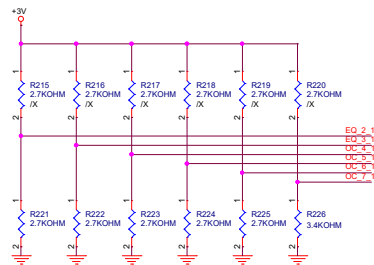 +3V
1 1 1 1 1 1
R215 R216 R217 R218 R219 R220
2.7KOHM 2.7KOHM 2.7KOHM 2.7KOHM 2.7KOHM 2.7KOHM
/X /X /X /X /X /X
2 2 2 2 2 2
EQ_2_1
EQ_3_1
OC_4_1
OC_5_1
OC_6_1
OC_7_1
1 1 1 1 1 1
R221 R222 R223 R224 R225 R226
2.7KOHM 2.7KOHM 2.7KOHM 2.7KOHM 2.7KOHM 3.4KOHM
2 2 2 2 2 2